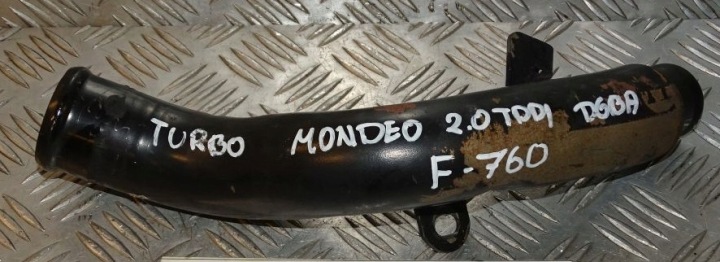 TURBO MONDEO 2.0 TDDI D6BA
F-760